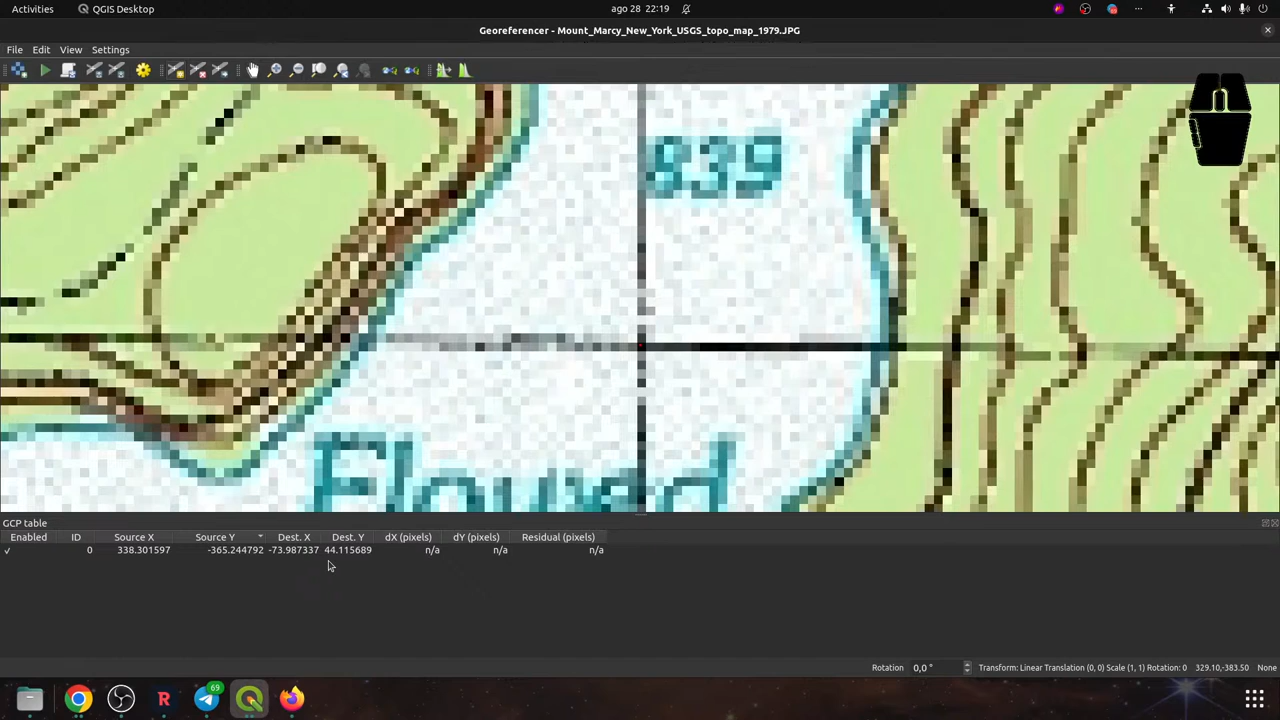 Activities QGIS Desktop ago 28 22:19
Georeferencer - Mount_Marcy_New_York_USGS_topo_map_1979.JPG
File Edit View Settings
839
Flowed
GCP table
Enabled ID Source X Source Y Dest. X Dest. Y dX (pixels) dY (pixels) Residual (pixels)
✓ 0 338.301597 -365.244792 -73.987337 44.115689 n/a n/a n/a
Rotation 0,0 ° Transform: Linear Translation (0, 0) Scale (1, 1) Rotation: 0 329.10,-383.50 None
R 69